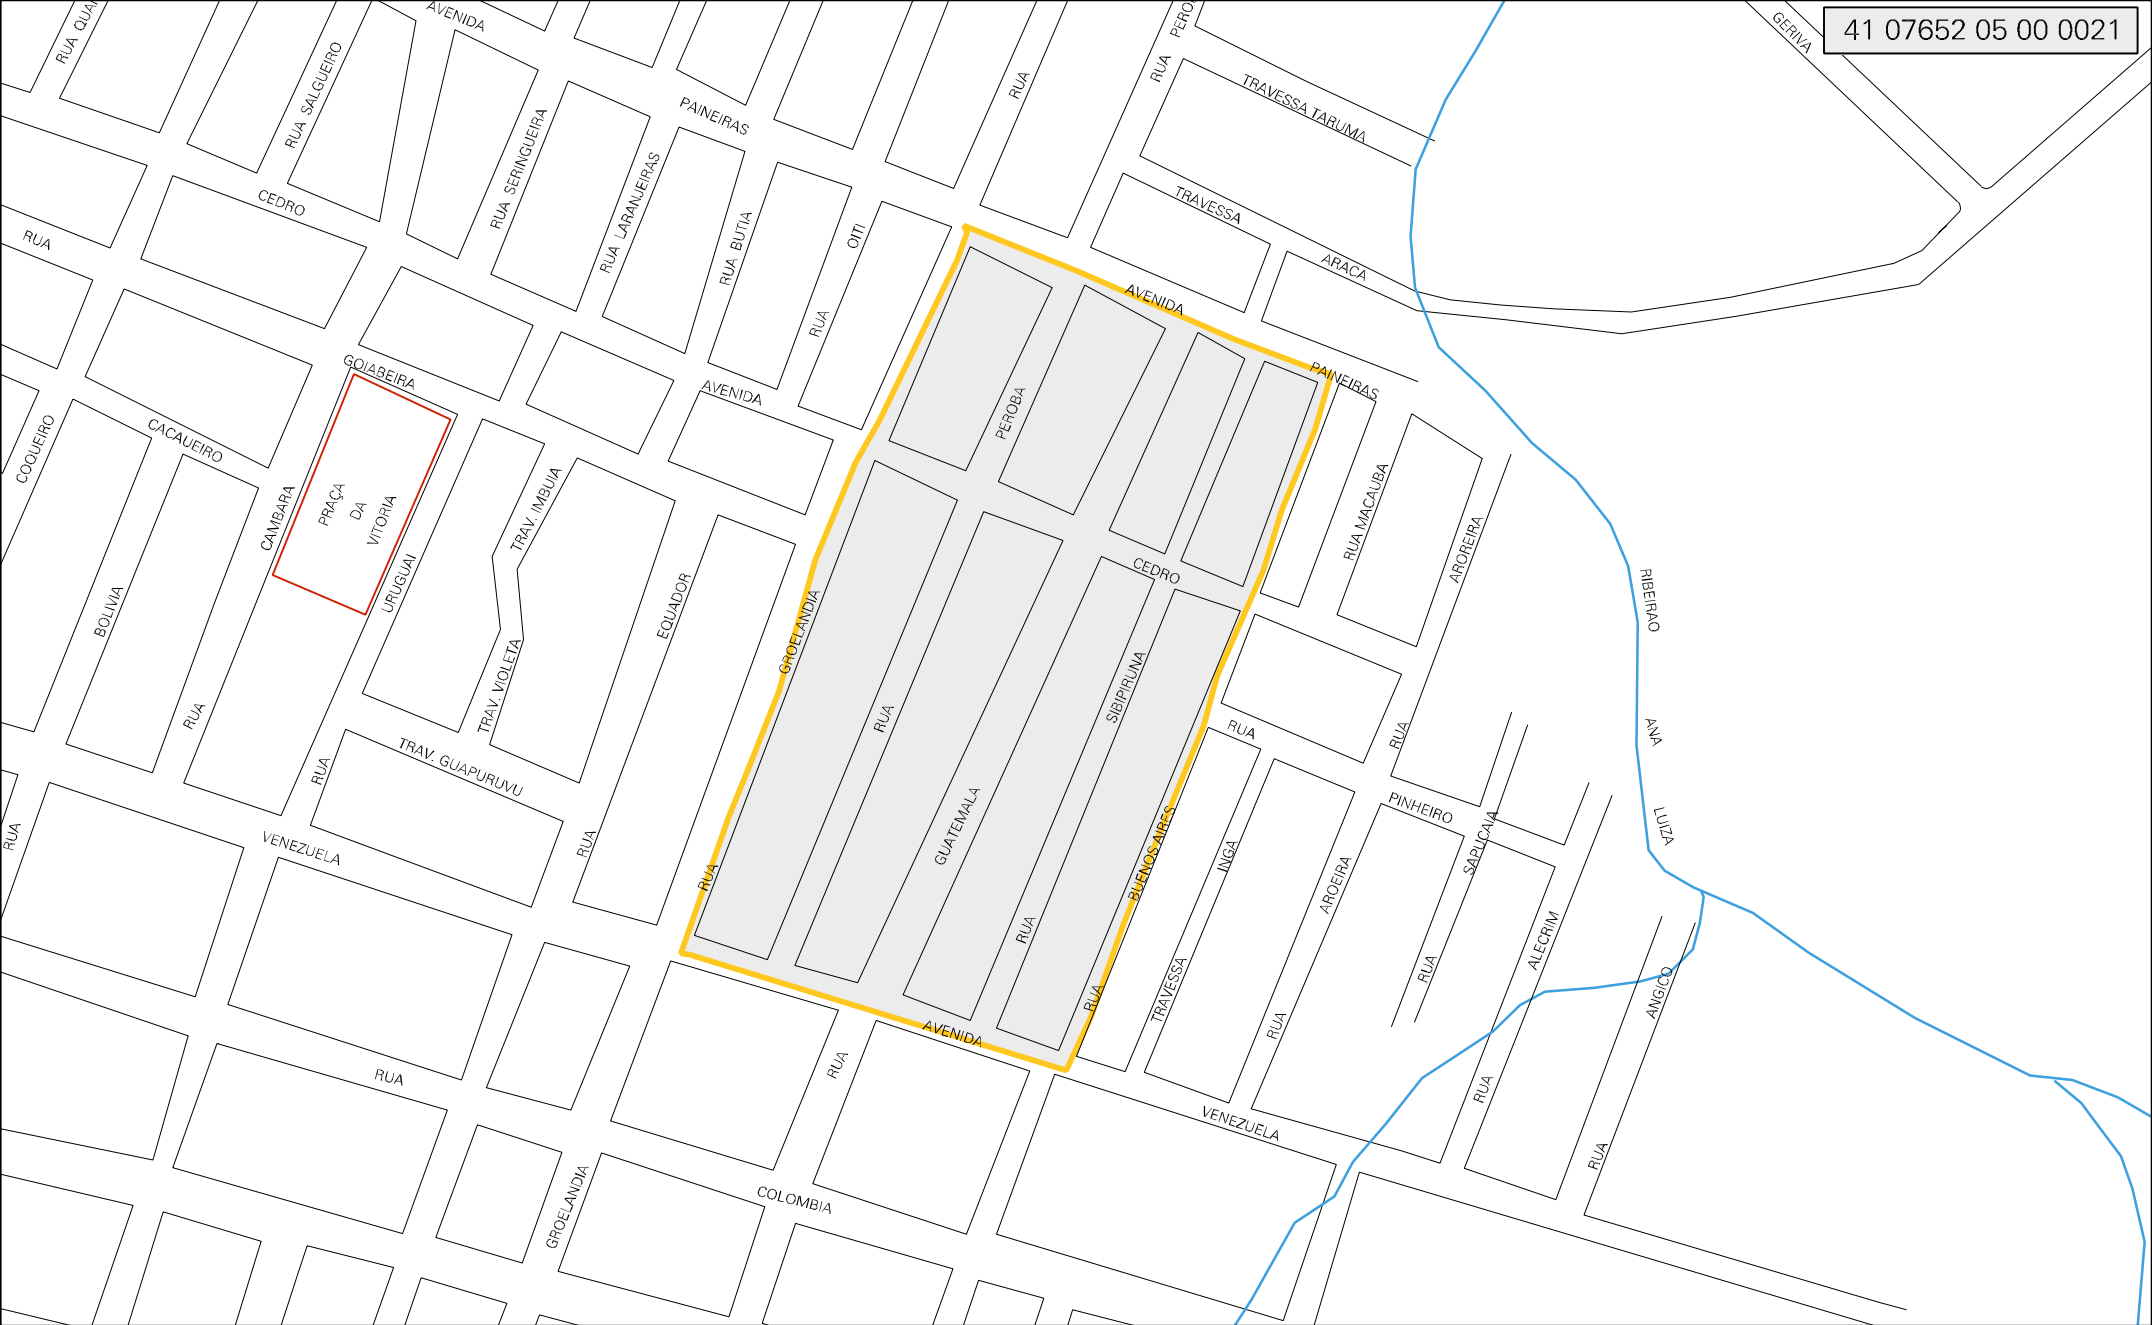 41 07652 05 00 0021
GERIVA
AVENIDA
RUA SALGUEIRO
RUA
RUA
TRAVESSA TARUMA
PAINEIRAS
RUA SERINGUEIRA
RUA LARANJEIRAS
CEDRO
RUA
RUA BUTIA
OITI
RUA
TRAVESSA
ARACA
AVENIDA
PAINEIRAS
GOIABEIRA
AVENIDA
PEROBA
COQUEIRO
CACAUEIRO
CAMBARA
PRAÇA
DA
VITORIA
TRAV. IMBUIA
RUA MACAUBA
AROREIRA
CEDRO
RIBEIRAO
BOLIVIA
URUGUAI
EQUADOR
GROELANDIA
SIBIPIRUNA
TRAV. VIOLETA
RUA
RUA
RUA
RUA
ANA
TRAV. GUAPURUVU
RUA
PINHEIRO
LUIZA
RUA
VENEZUELA
RUA
GUATEMALA
BUENOS AIRES
INGA
SAPUCAIA
RUA
AROEIRA
ALECRIM
RUA
RUA
TRAVESSA
RUA
ANGICO
RUA
AVENIDA
RUA
RUA
RUA
RUA
VENEZUELA
RUA
COLOMBIA
GROELANDIA